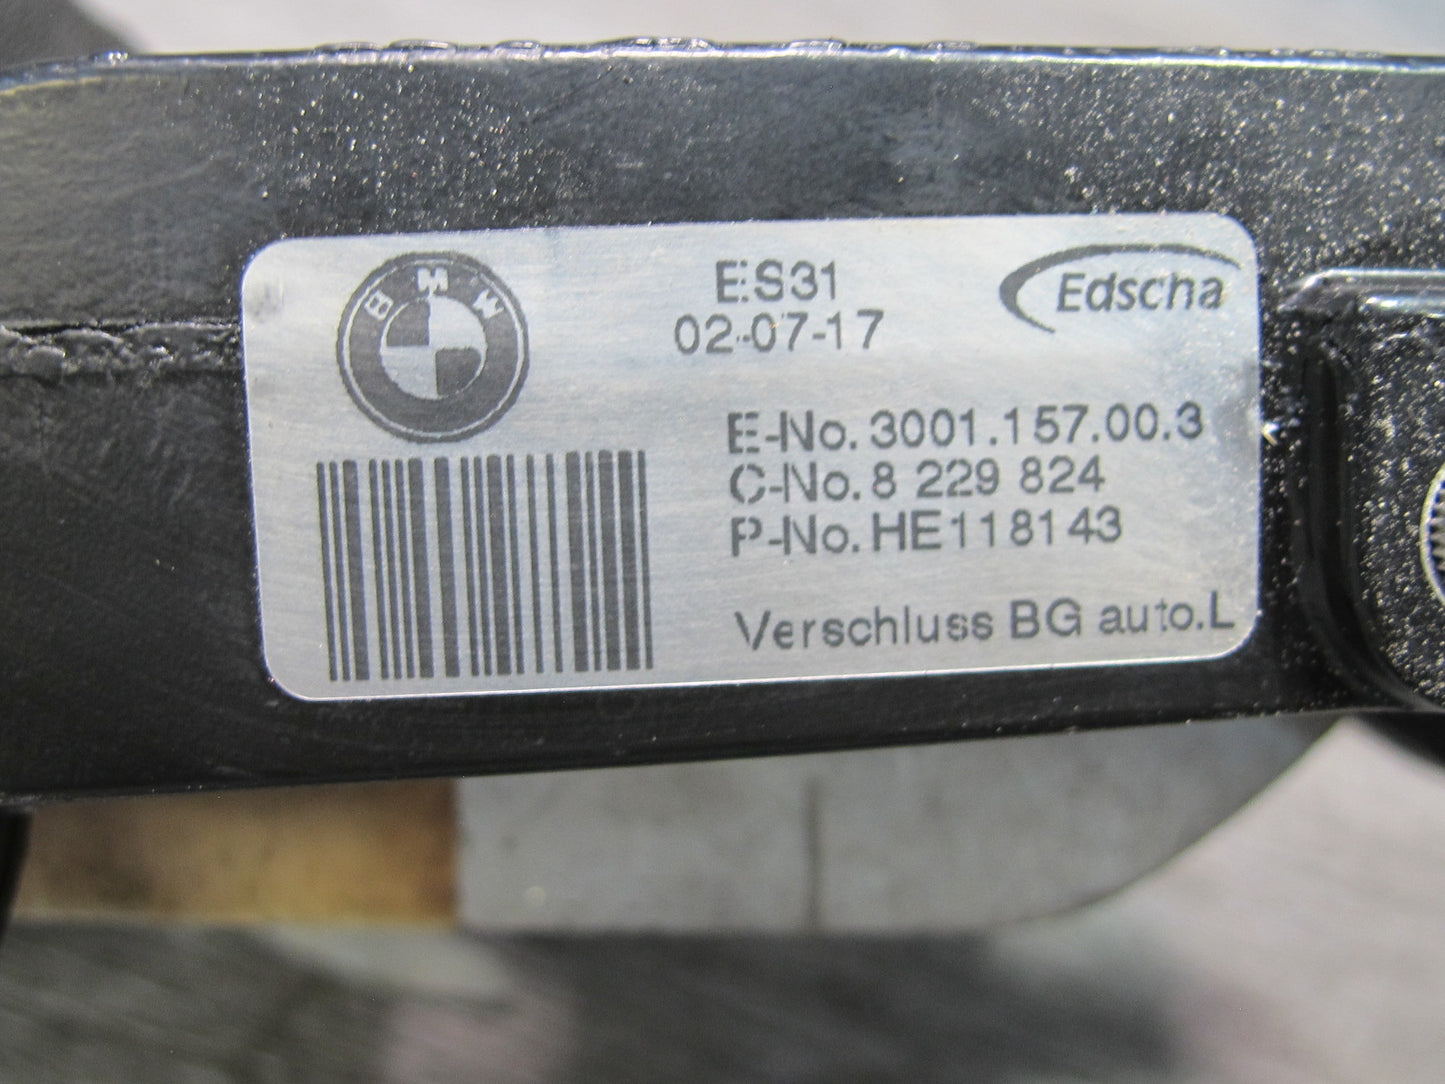 BMW
ES31
02-07-17
Edscha
E-No. 3001.157.00.3
C-No. 8 229 824
P-No. HE118143
Verschluss BG auto.L